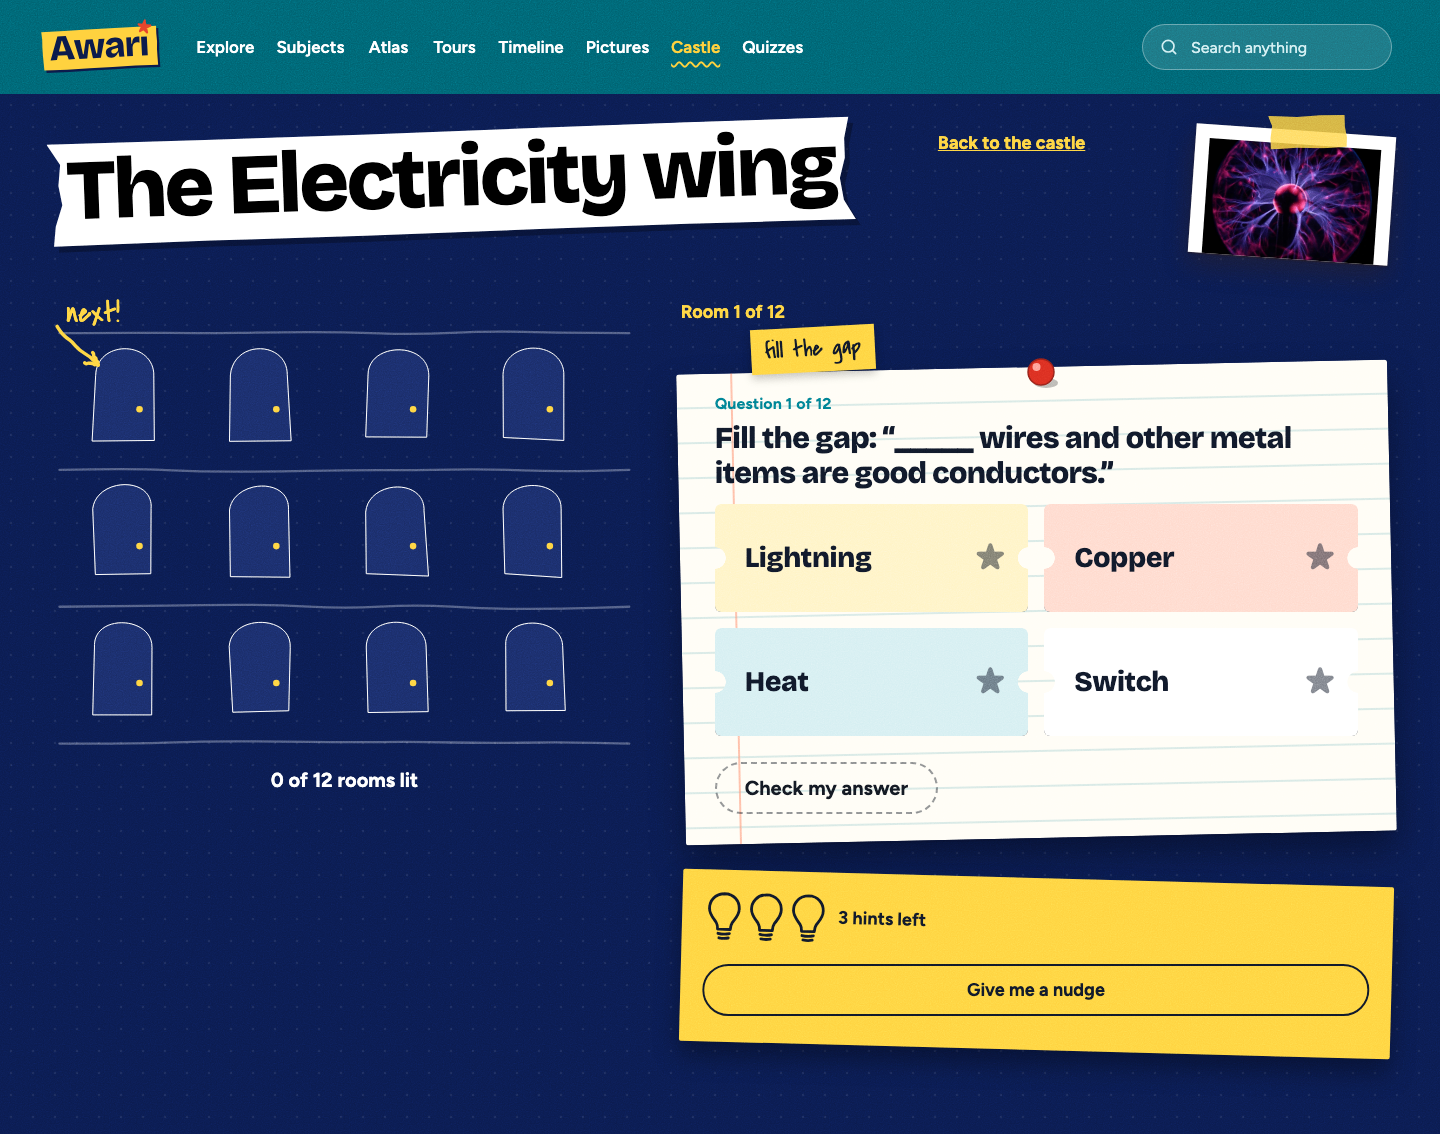 Awari
Explore
Subjects
Atlas
Tours
Timeline
Pictures
Castle
Quizzes
Search anything
The Electricity wing
Back to the castle
next!
0 of 12 rooms lit
Room 1 of 12
fill the gap
Question 1 of 12
Fill the gap: “_____ wires and other metal
items are good conductors.”
Lightning
Copper
Heat
Switch
Check my answer
3 hints left
Give me a nudge